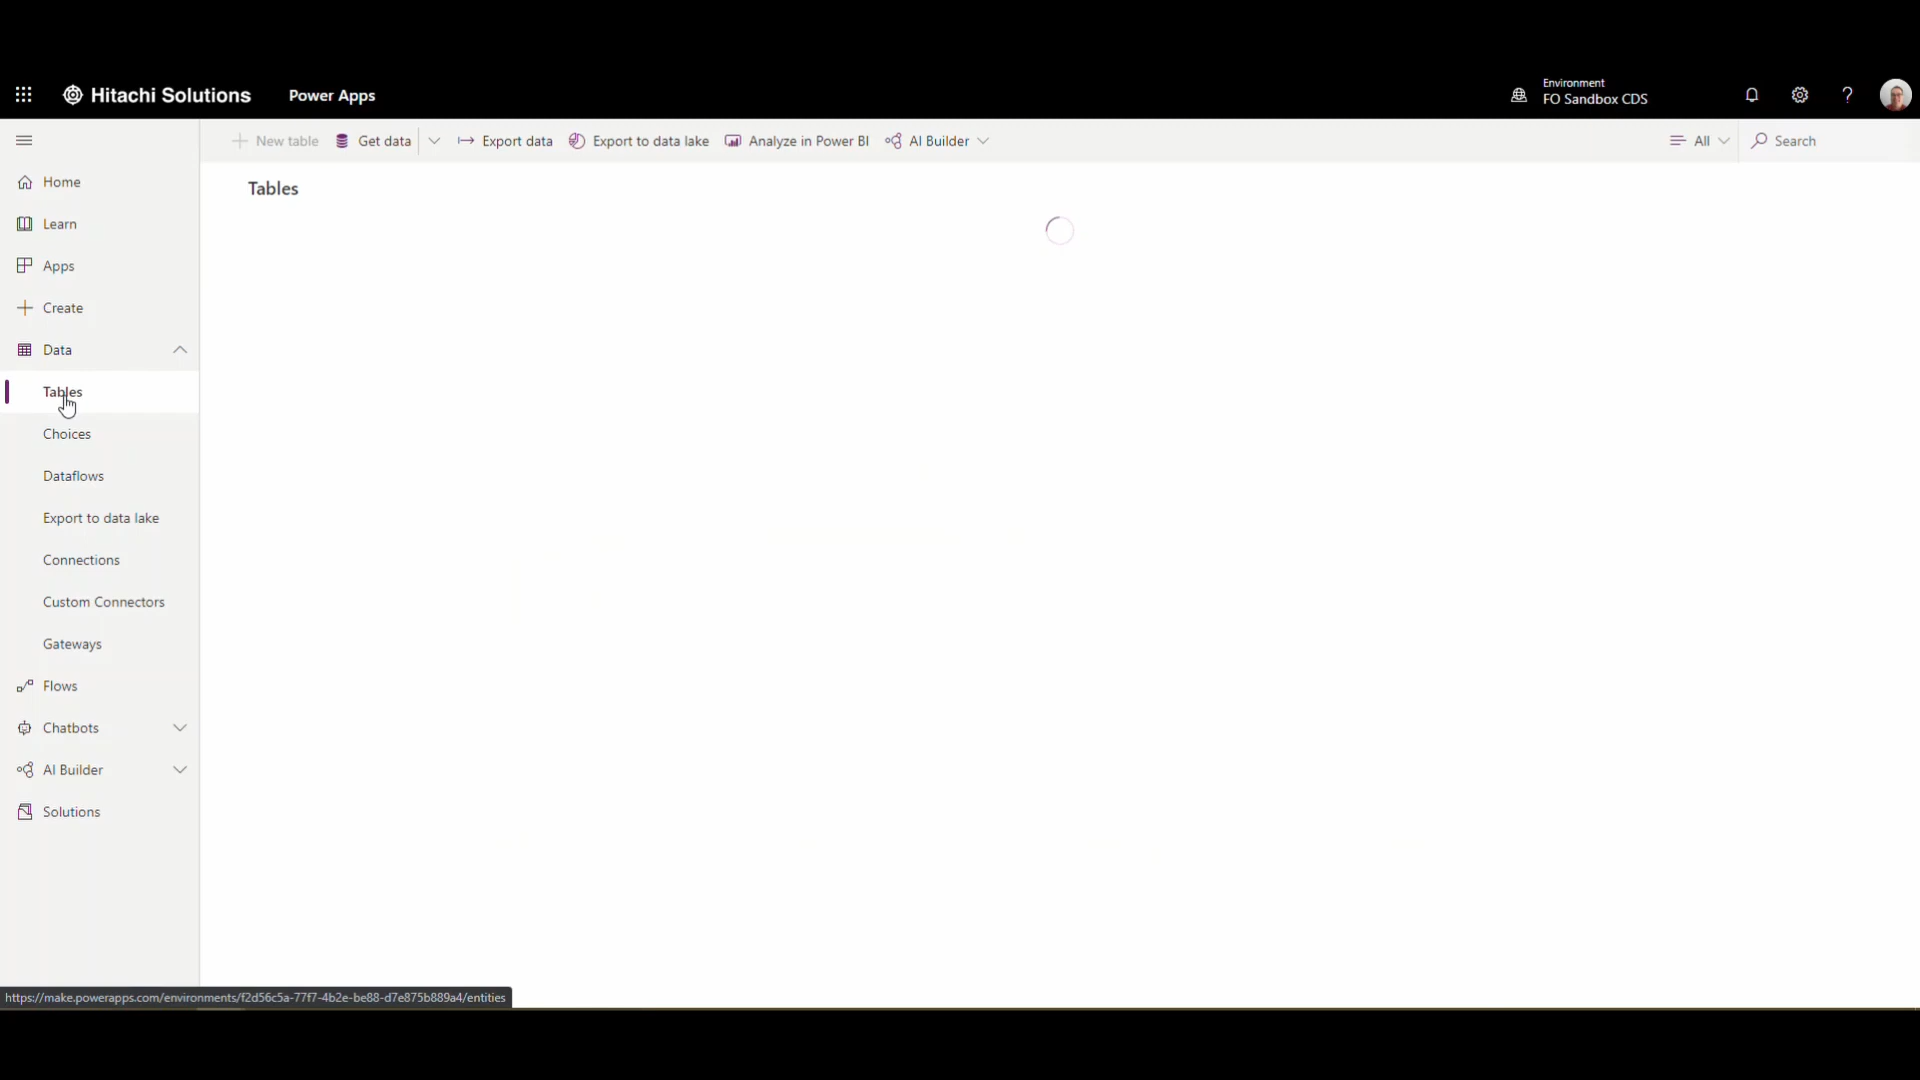 Hitachi Solutions
Power Apps
Environment
FO Sandbox CDS
?
New table
Get data
Export data
Export to data lake
Analyze in Power BI
AI Builder
All
Search
Home
Learn
Apps
Create
Data
Tables
Choices
Dataflows
Export to data lake
Connections
Custom Connectors
Gateways
Flows
Chatbots
AI Builder
Solutions
Tables
https://make.powerapps.com/environments/f2d56c5a-77f7-4b2e-be88-d7e875b889a4/entities